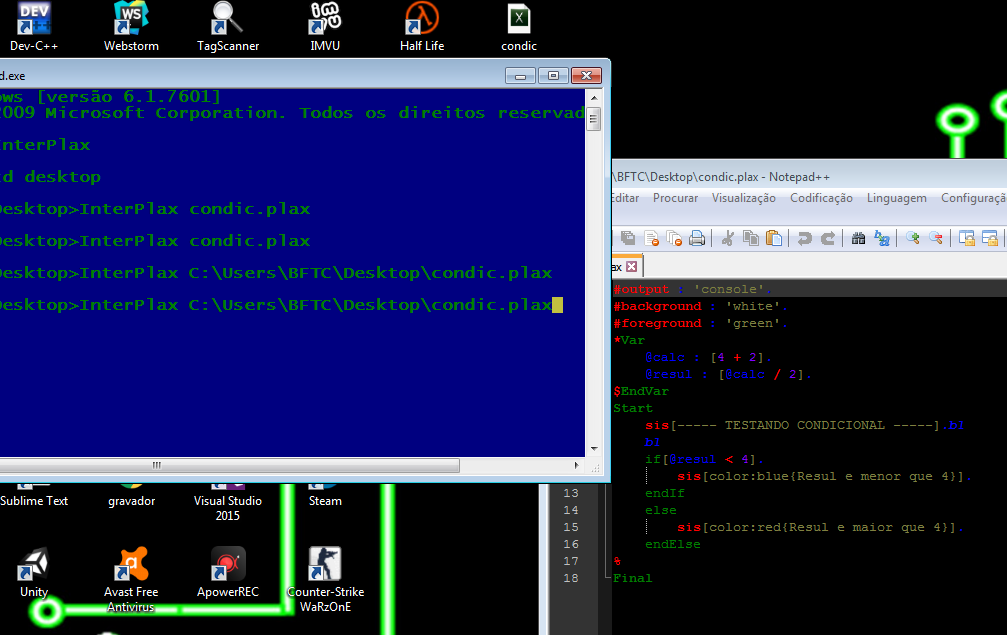 Dev-C++
Webstorm
TagScanner
IMVU
Half Life
condic
d.exe
ows [versão 6.1.7601]
2009 Microsoft Corporation. Todos os direitos reservad
InterPlax
d desktop
Desktop>InterPlax condic.plax
Desktop>InterPlax condic.plax
Desktop>InterPlax C:\Users\BFTC\Desktop\condic.plax
Desktop>InterPlax C:\Users\BFTC\Desktop\condic.plax
\BFTC\Desktop\condic.plax - Notepad++
Editar Procurar Visualização Codificação Linguagem Configuraçã
ax
#output : 'console'.
#background : 'white'.
#foreground : 'green'.
*Var
@calc : [4 + 2].
@resul : [@calc / 2].
$EndVar
Start
sis[----- TESTANDO CONDICIONAL -----].bl
bl
if[@resul < 4].
sis[color:blue{Resul e menor que 4}].
13 endIf
14 else
15 sis[color:red{Resul e maior que 4}].
16 endElse
17 %
18 Final
Sublime Text
gravador
Visual Studio
2015
Steam
Unity
Avast Free
Antivirus
ApowerREC
Counter-Strike
WaRzOnE